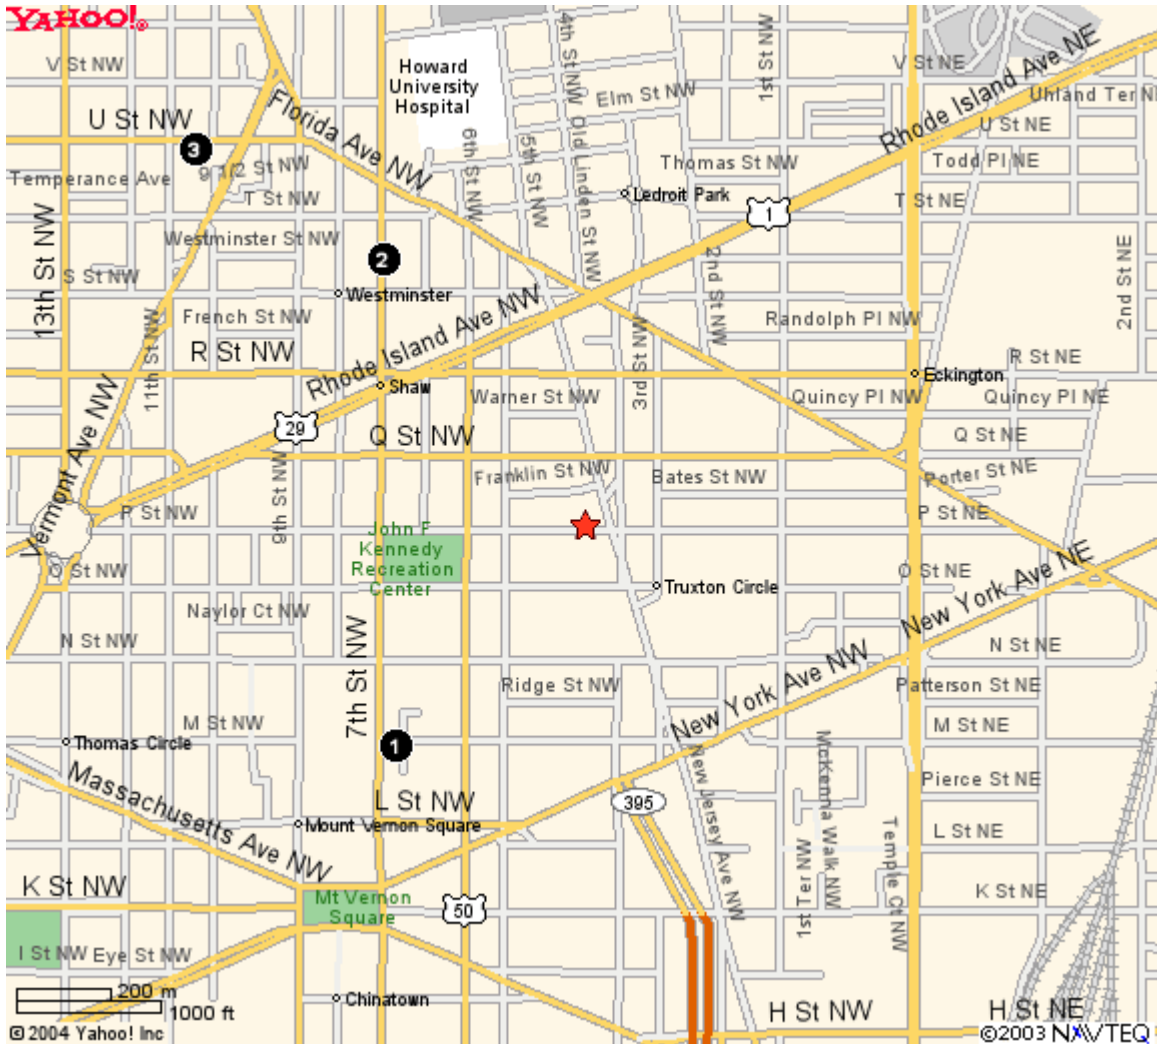 YAHOO!®
V St NW
Howard
University
Hospital
4th St NW
1st St NW
V St NE
Rhode Island Ave NE
Uhland Ter NE
U St NW
3
Florida Ave NW
Elm St NW
Old Linden St NW
6th St NW
5th St NW
U St NE
Temperance Ave
9 1/2 St NW
Thomas St NW
Todd Pl NE
T St NW
Ledroit Park
T St NE
1
13th St NW
Westminster St NW
2
2nd St NW
2nd St NE
S St NW
Westminster
French St NW
Rhode Island Ave NW
Randolph Pl NW
R St NW
11th St NW
3rd St NW
R St NE
Shaw
Eckington
Warner St NW
Quincy Pl NW
Quincy Pl NE
29
Q St NW
Q St NE
Vermont Ave NW
9th St NW
Franklin St NW
Bates St NW
Porter St NE
P St NW
P St NE
John F
Kennedy
Recreation
Center
O St NW
Truxton Circle
O St NE
New York Ave NE
Naylor Ct NW
N St NW
N St NE
7th St NW
Ridge St NW
New York Ave NW
Patterson St NE
M St NW
M St NE
Thomas Circle
1
New Jersey Ave NW
McKenna Walk NW
Pierce St NE
Massachusetts Ave NW
L St NW
395
Mount Vernon Square
1st Ter NW
Temple Ct NW
L St NE
K St NW
Mt Vernon
Square
50
K St NE
I St NW
Eye St NW
200 m
1000 ft
Chinatown
H St NW
H St NE
© 2004 Yahoo! Inc
©2003 NAVTEQ